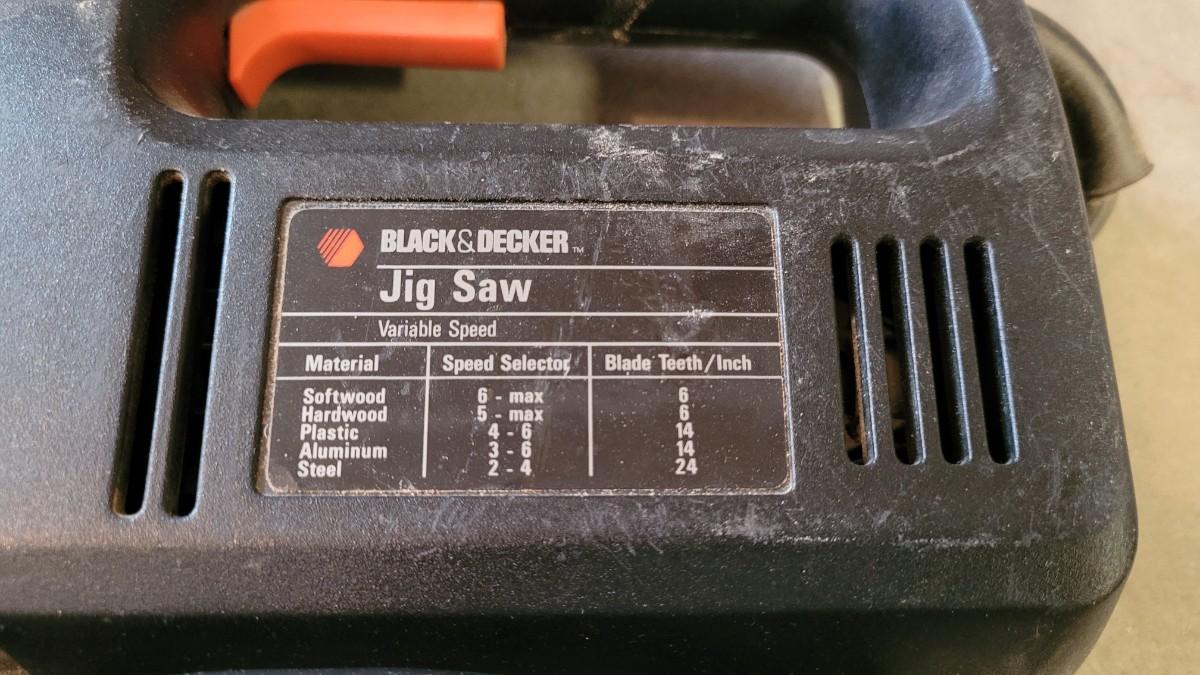 BLACK&DECKER™
Jig Saw
Variable Speed
Material Speed Selector Blade Teeth/Inch
Softwood 6 - max 6
Hardwood 5 - max 6
Plastic 4 - 6 14
Aluminum 3 - 6 14
Steel 2 - 4 24